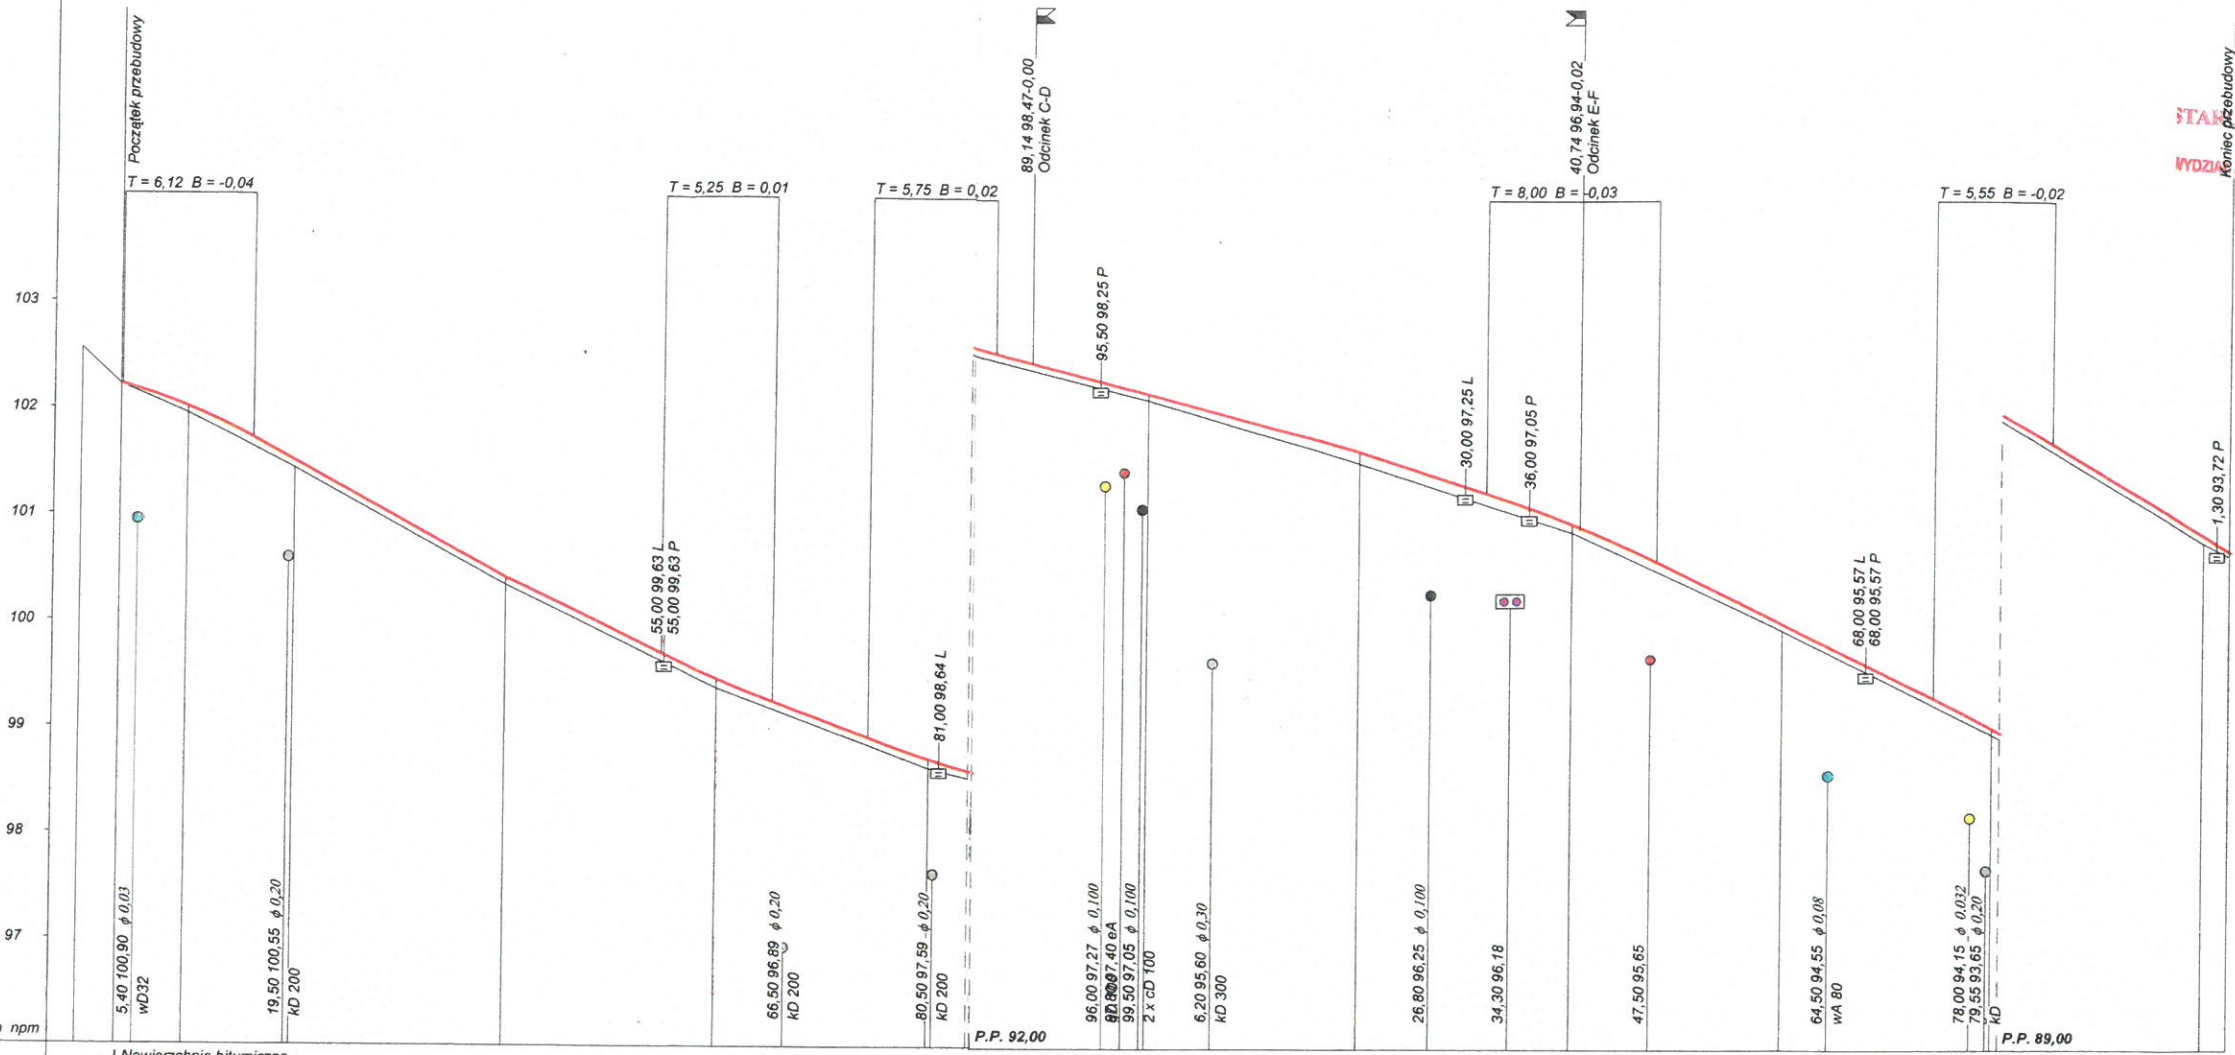 Początek przebudowy
T = 6,12 B = -0,04
T = 5,25 B = 0,01
T = 5,75 B = 0,02
89,14 98,47-0,00
Odcinek C-D
40,74 96,94-0,02
Odcinek E-F
T = 8,00 B = -0,03
T = 5,55 B = -0,02
Koniec przebudowy
STAR
WYDZIA
103
102
101
100
99
98
97
npm
55,00 99,63 L
55,00 99,63 P
81,00 98,64 L
95,50 98,25 P
30,00 97,25 L
36,00 97,05 P
68,00 95,57 L
68,00 95,57 P
1,30 93,72 P
5,40 100,90 ϕ 0,03
wD32
19,50 100,55 ϕ 0,20
kD 200
66,50 96,89 ϕ 0,20
kD 200
80,50 97,59 ϕ 0,20
kD 200
P.P. 92,00
96,00 97,27 ϕ 0,100
97,40 eA
99,50 97,05 ϕ 0,100
2 x cD 100
6,20 95,60 ϕ 0,30
kD 300
26,80 96,25 ϕ 0,100
34,30 96,18
47,50 95,65
64,50 94,55 ϕ 0,08
wA 80
78,00 94,15 ϕ 0,032
79,55 93,65 ϕ 0,20
kD
P.P. 89,00